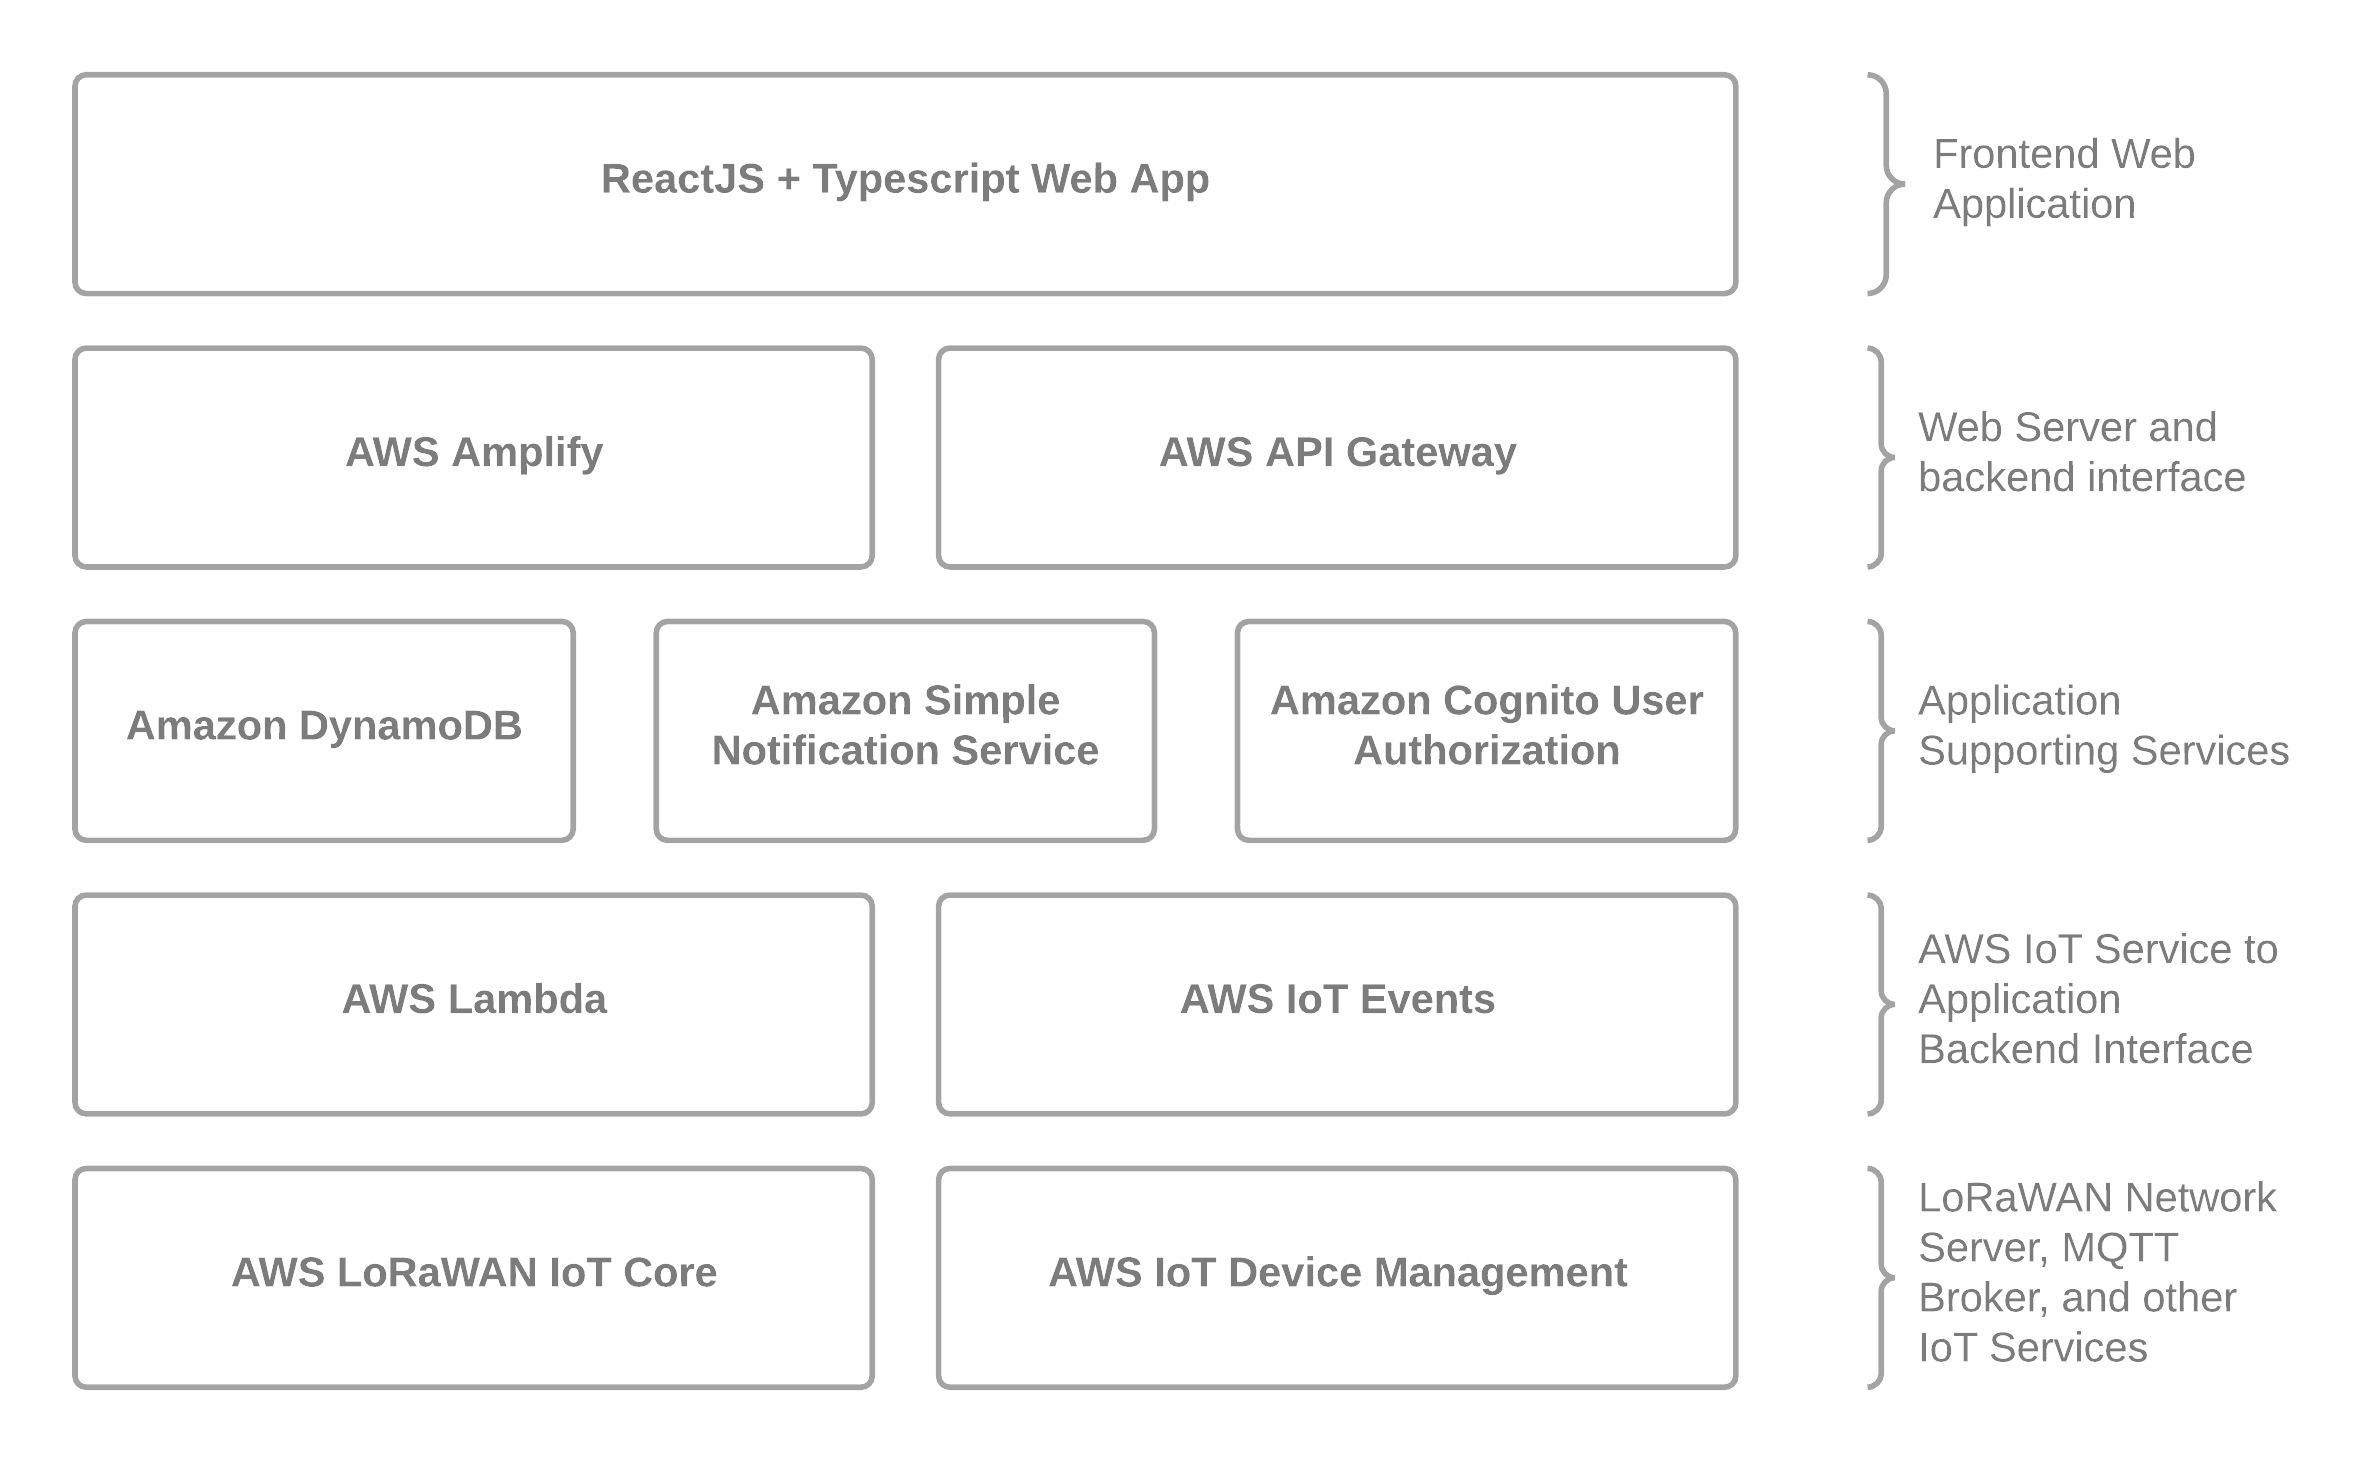 ReactJS + Typescript Web App
Frontend Web
Application
AWS Amplify
AWS API Gateway
Web Server and
backend interface
Amazon DynamoDB
Amazon Simple
Notification Service
Amazon Cognito User
Authorization
Application
Supporting Services
AWS Lambda
AWS IoT Events
AWS IoT Service to
Application
Backend Interface
AWS LoRaWAN IoT Core
AWS IoT Device Management
LoRaWAN Network
Server, MQTT
Broker, and other
IoT Services